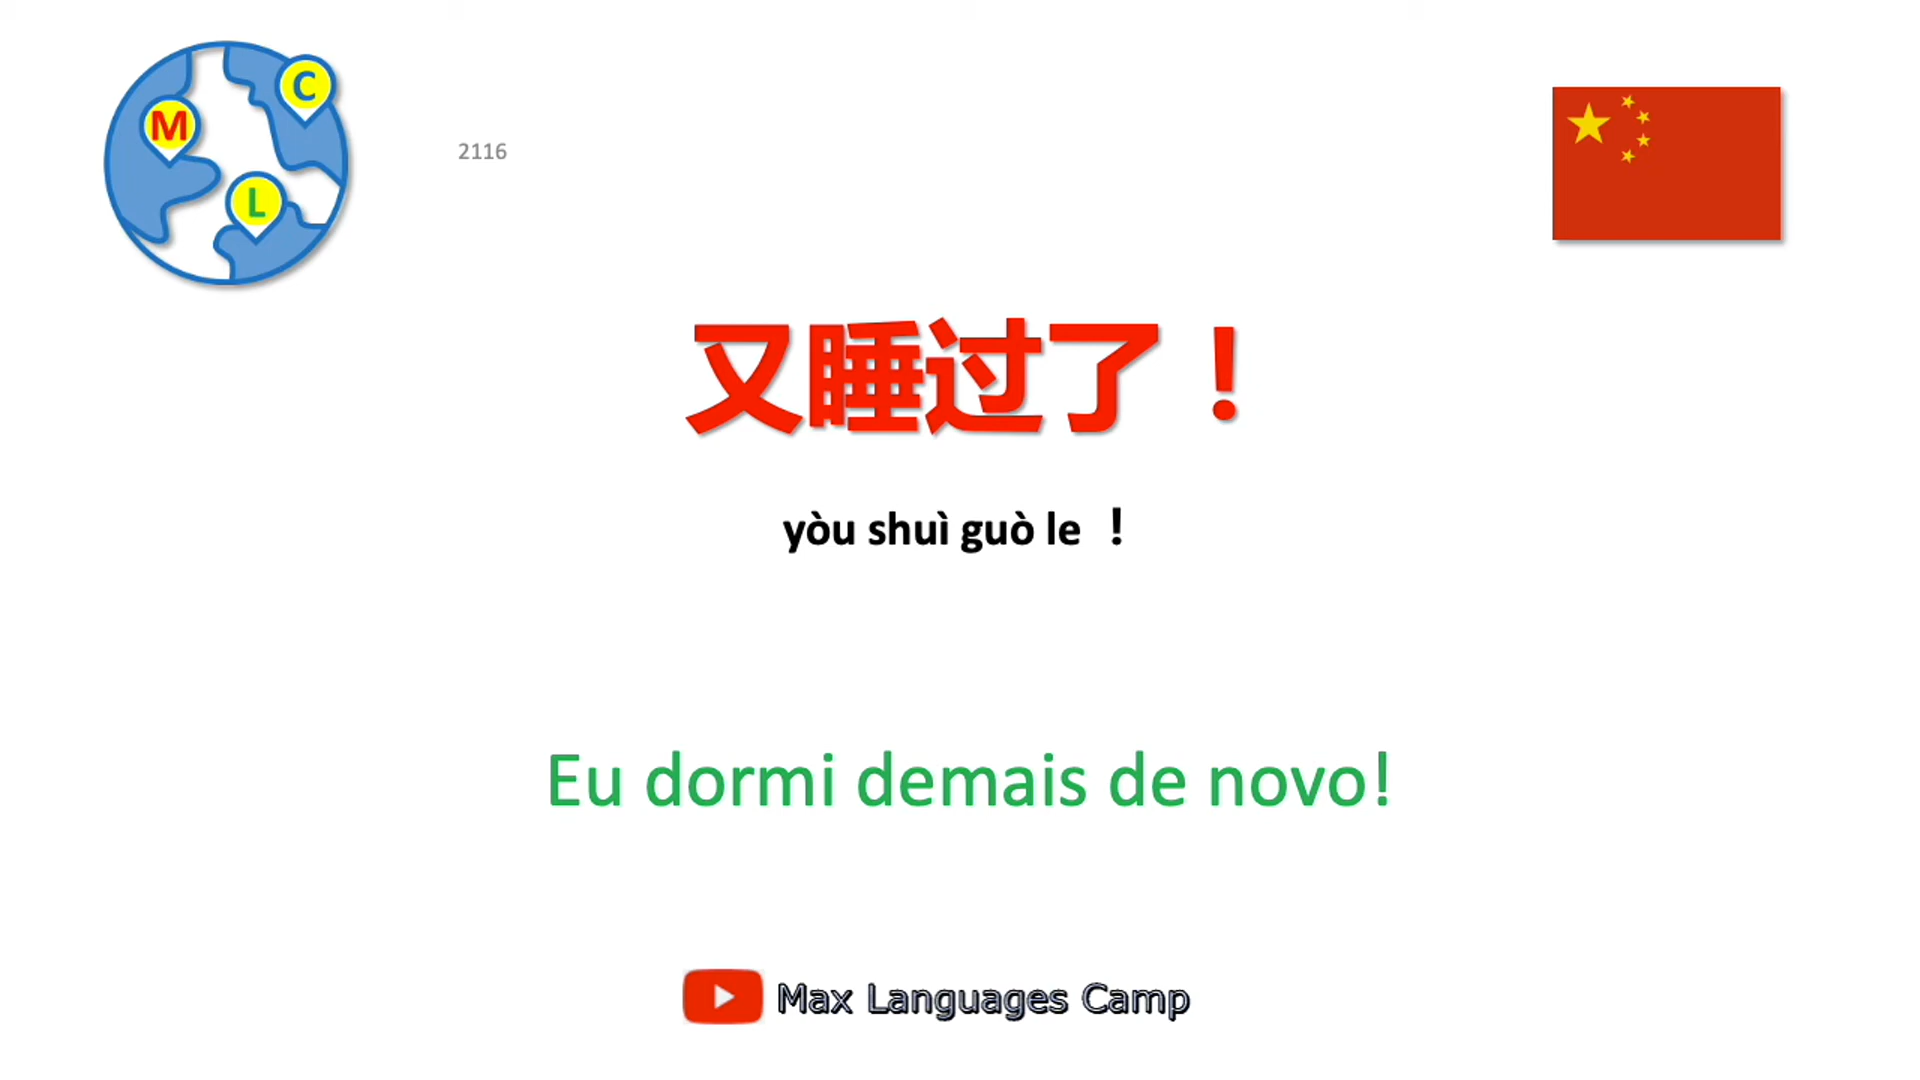 C
M
L
2116
又睡过了！
yòu shuì guò le ！
Eu dormi demais de novo!
Max Languages Camp